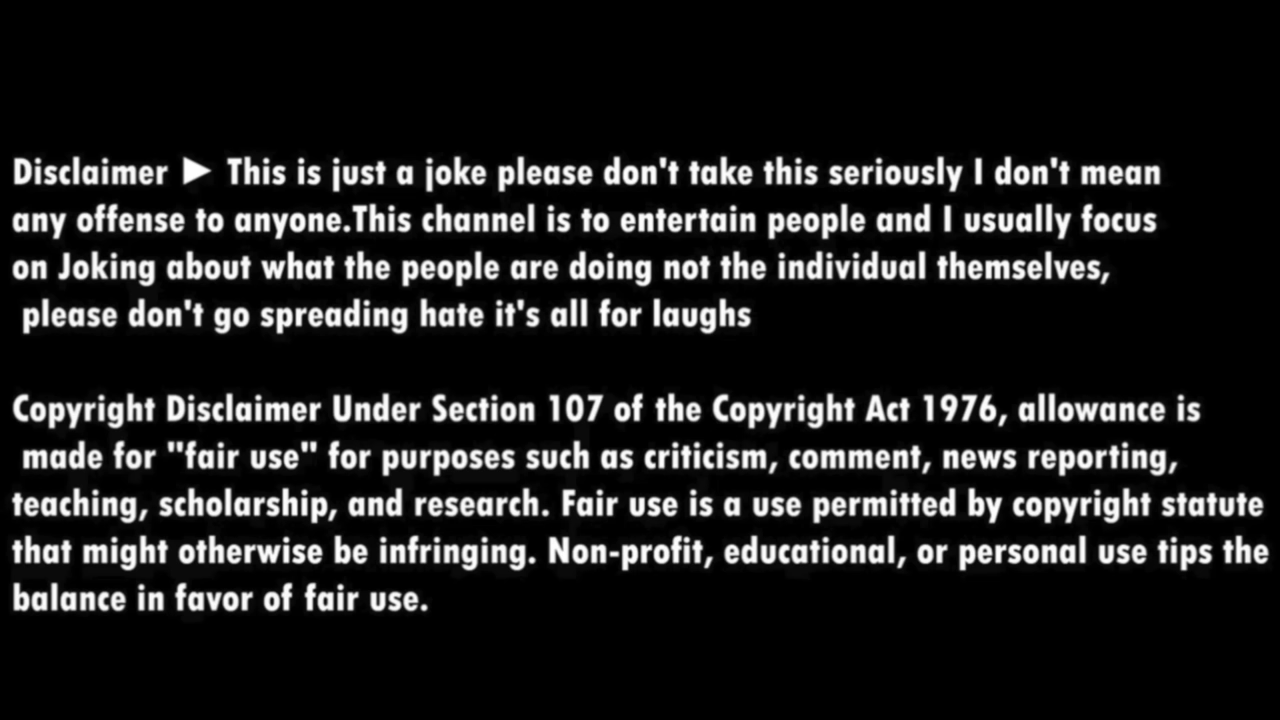 Disclaimer ► This is just a joke please don't take this seriously I don't mean
any offense to anyone.This channel is to entertain people and I usually focus
on Joking about what the people are doing not the individual themselves,
please don't go spreading hate it's all for laughs
Copyright Disclaimer Under Section 107 of the Copyright Act 1976, allowance is
made for "fair use" for purposes such as criticism, comment, news reporting,
teaching, scholarship, and research. Fair use is a use permitted by copyright statute
that might otherwise be infringing. Non-profit, educational, or personal use tips the
balance in favor of fair use.